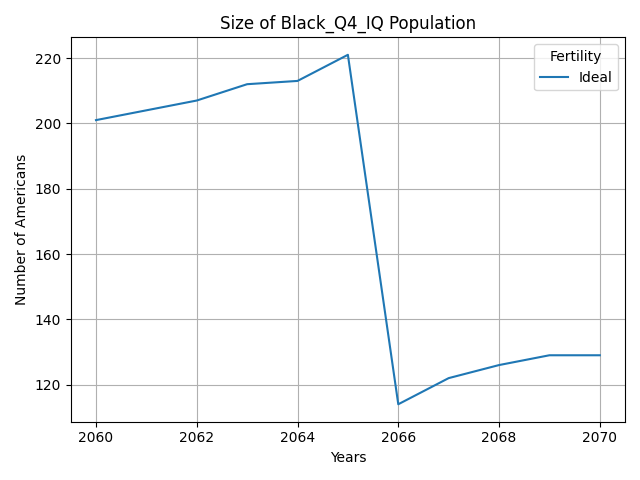 Size of Black_Q4_IQ Population
Fertility
Ideal
Number of Americans
220
200
180
160
140
120
2060
2062
2064
2066
2068
2070
Years